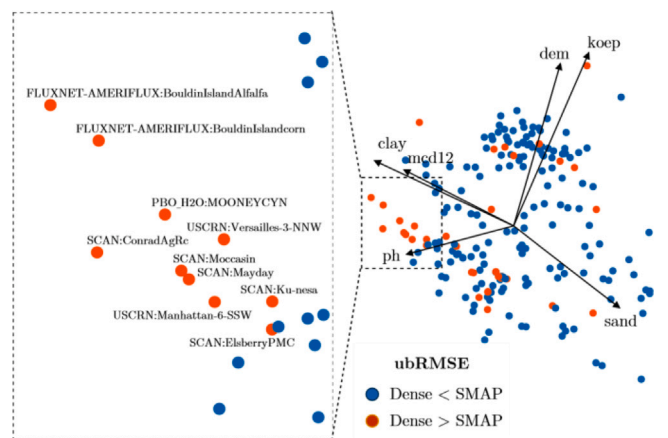 FLUXNET-AMERIFLUX:BouldinIslandAlfalfa
FLUXNET-AMERIFLUX:BouldinIslandcorn
PBO_H2O:MOONEYCYN
USCRN:Versailles-3-NNW
SCAN:ConradAgRc
SCAN:Moccasin
SCAN:Mayday
SCAN:Ku-nesa
USCRN:Manhattan-6-SSW
SCAN:ElsberryPMC
koep
dem
clay
mcd12
ph
sand
ubRMSE
Dense < SMAP
Dense > SMAP